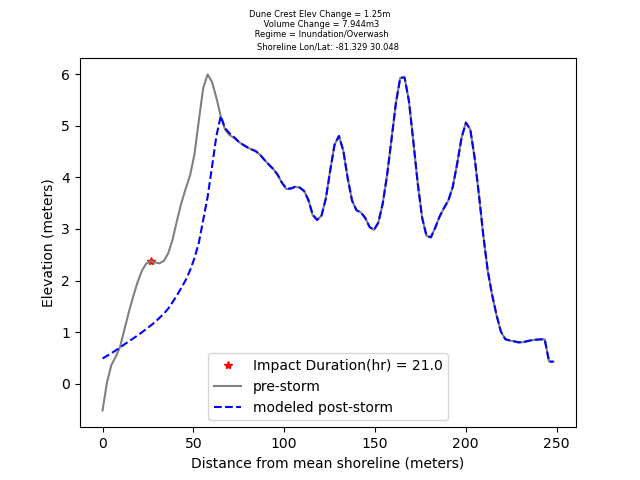 Dune Crest Elev Change = 1.25m
Volume Change = 7.944m3
Regime = Inundation/Overwash
Shoreline Lon/Lat: -81.329 30.048
6
5
4
3
2
1
0
Elevation (meters)
Impact Duration(hr) = 21.0
pre-storm
modeled post-storm
0 50 100 150 200 250
Distance from mean shoreline (meters)